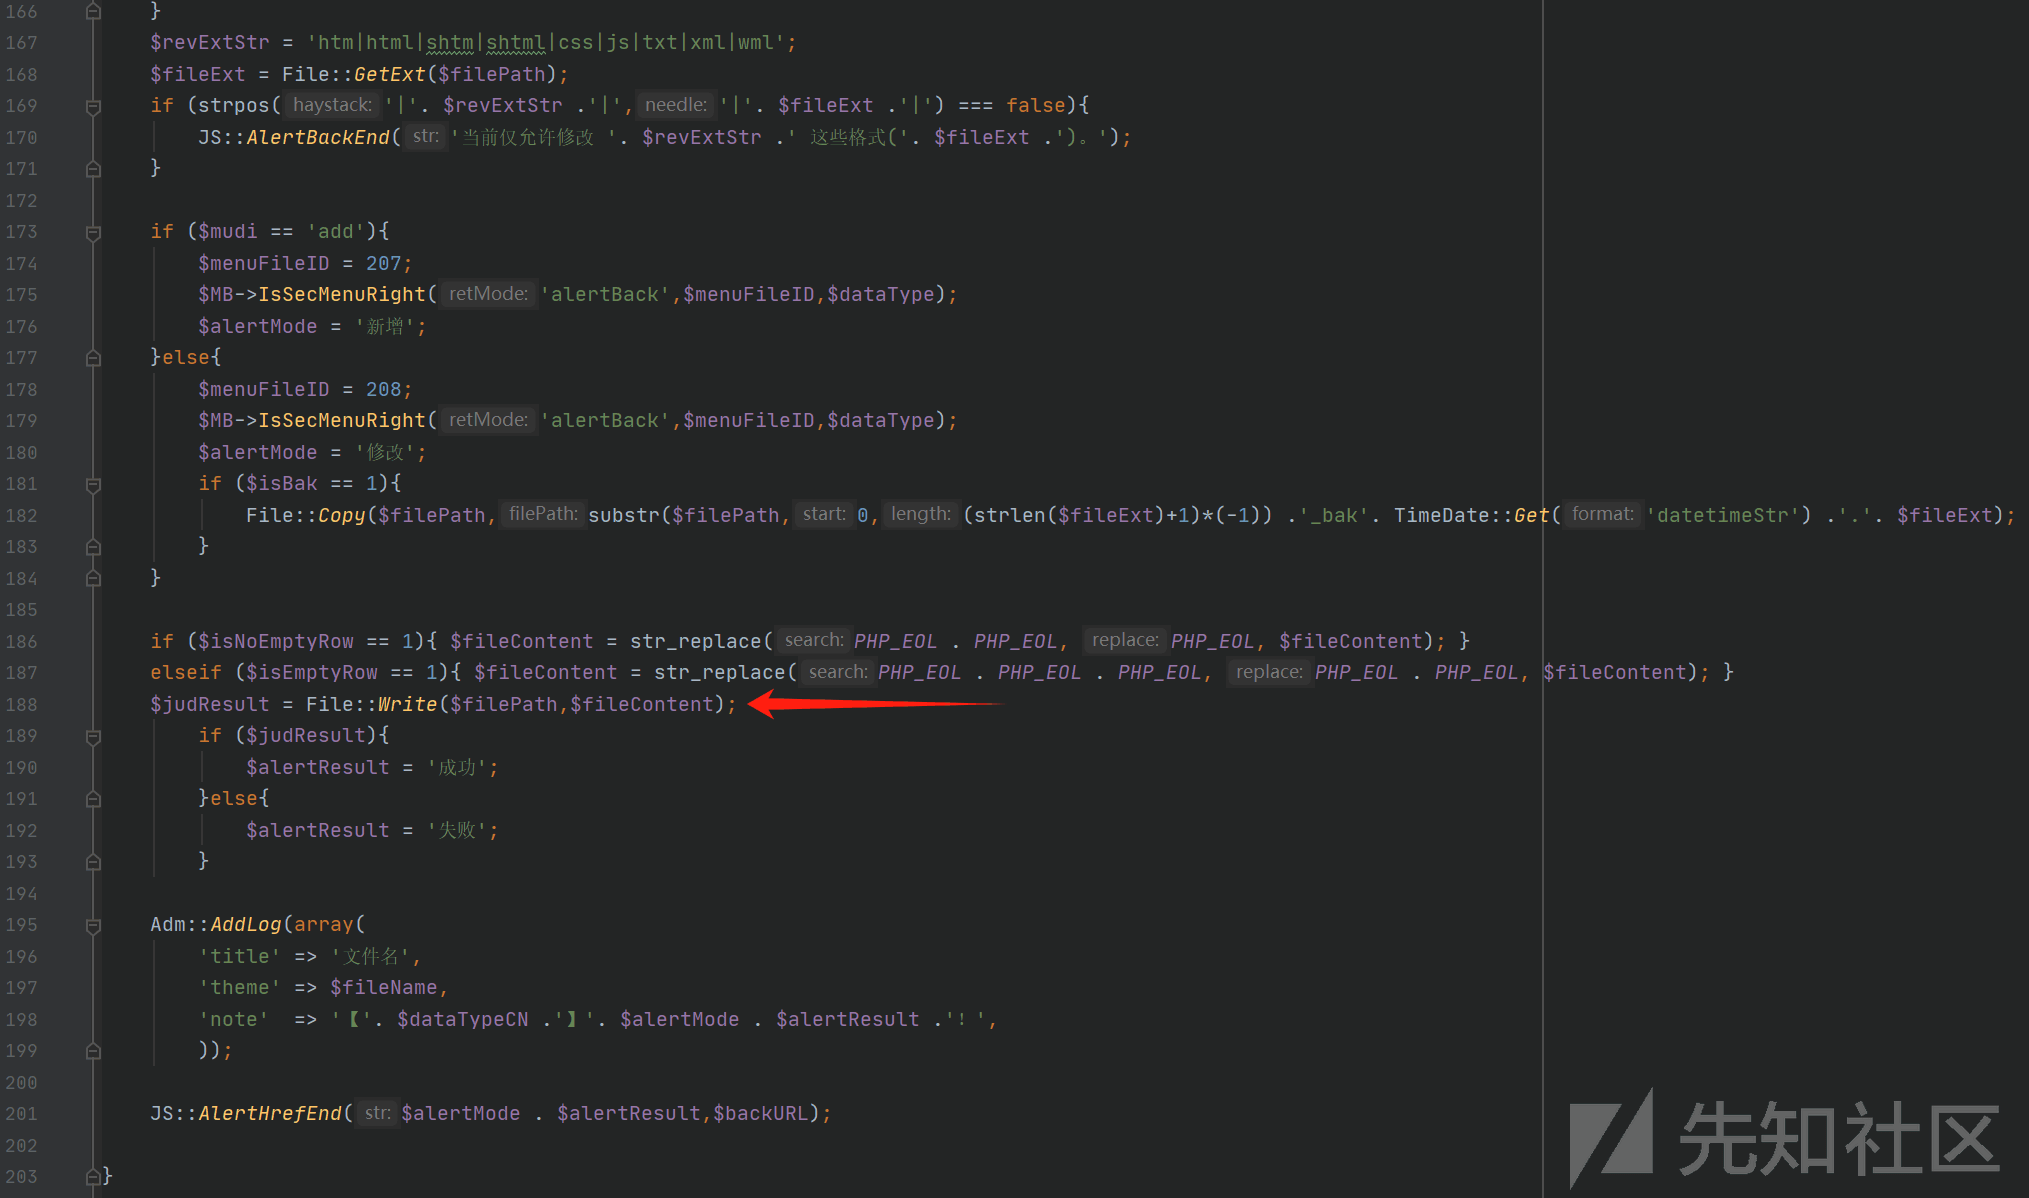 166 }
167 $revExtStr = 'htm|html|shtm|shtml|css|js|txt|xml|wml';
168 $fileExt = File::GetExt($filePath);
169 if (strpos( haystack: '|'. $revExtStr .'|', needle: '|'. $fileExt .'|') === false){
170 JS::AlertBackEnd( str: '当前仅允许修改 '. $revExtStr .' 这些格式('. $fileExt .')。');
171 }
172
173 if ($mudi == 'add'){
174 $menuFileID = 207;
175 $MB->IsSecMenuRight( retMode: 'alertBack',$menuFileID,$dataType);
176 $alertMode = '新增';
177 }else{
178 $menuFileID = 208;
179 $MB->IsSecMenuRight( retMode: 'alertBack',$menuFileID,$dataType);
180 $alertMode = '修改';
181 if ($isBak == 1){
182 File::Copy($filePath, filePath: substr($filePath, start: 0, length: (strlen($fileExt)+1)*(-1)) .'_bak'. TimeDate::Get( format: 'datetimeStr') .'.'. $fileExt);
183 }
184 }
185
186 if ($isNoEmptyRow == 1){ $fileContent = str_replace( search: PHP_EOL . PHP_EOL, replace: PHP_EOL, $fileContent); }
187 elseif ($isEmptyRow == 1){ $fileContent = str_replace( search: PHP_EOL . PHP_EOL . PHP_EOL, replace: PHP_EOL . PHP_EOL, $fileContent); }
188 $judResult = File::Write($filePath,$fileContent);
189 if ($judResult){
190 $alertResult = '成功';
191 }else{
192 $alertResult = '失败';
193 }
194
195 Adm::AddLog(array(
196 'title' => '文件名',
197 'theme' => $fileName,
198 'note' => '【'. $dataTypeCN .'】'. $alertMode . $alertResult .'！',
199 ));
200
201 JS::AlertHrefEnd( str: $alertMode . $alertResult,$backURL);
202
203 }
先知社区